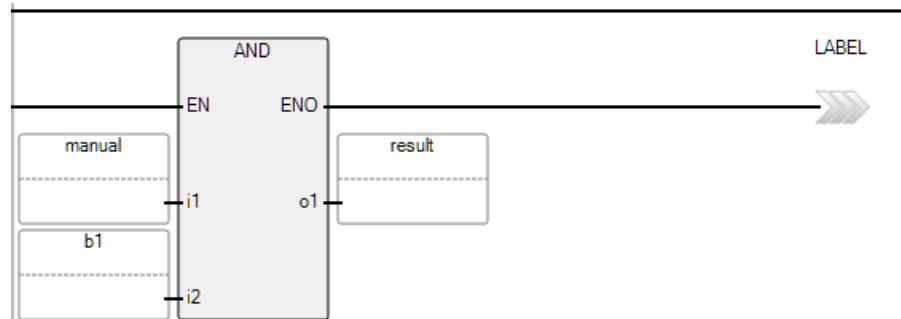 AND
LABEL
EN ENO
manual result
i1 o1
b1
i2